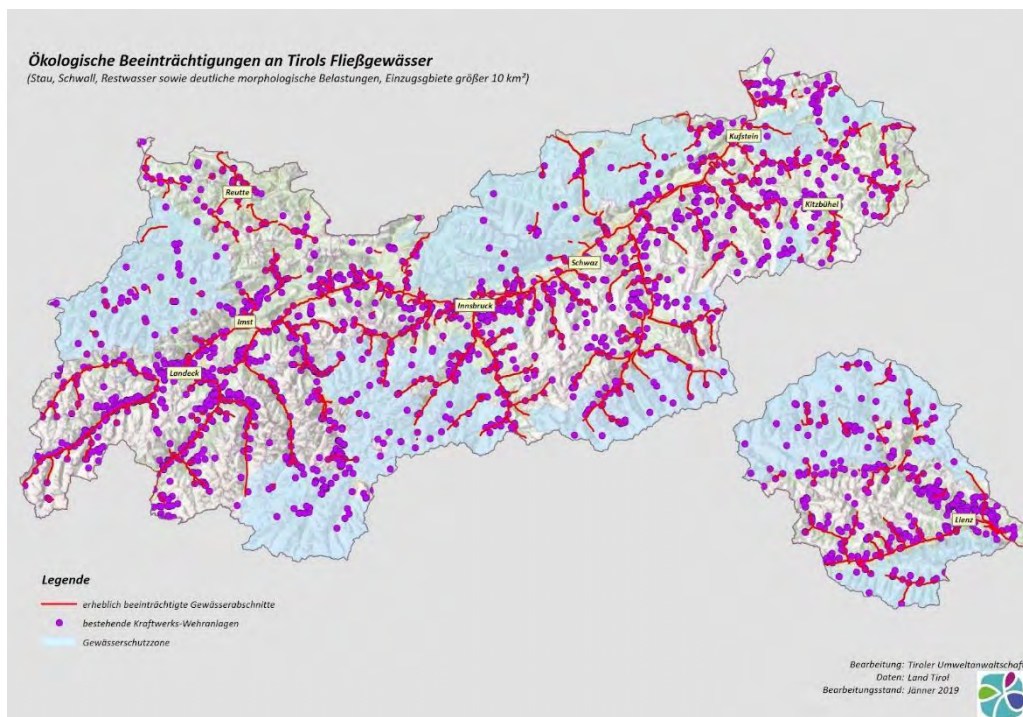 Ökologische Beeinträchtigungen an Tirols Fließgewässer
(Stau, Schwall, Restwasser sowie deutliche morphologische Belastungen, Einzugsgbiete größer 10 km²)
Kufstein
Reutte
Kitzbühel
Schwaz
Innsbruck
Imst
Landeck
Lienz
Legende
erheblich beeinträchtigte Gewässerabschnitte
bestehende Kraftwerks-Wehranlagen
Gewässerschutzzone
Bearbeitung: Tiroler Umweltanwaltschaft
Daten: Land Tirol
Bearbeitungsstand: Jänner 2019